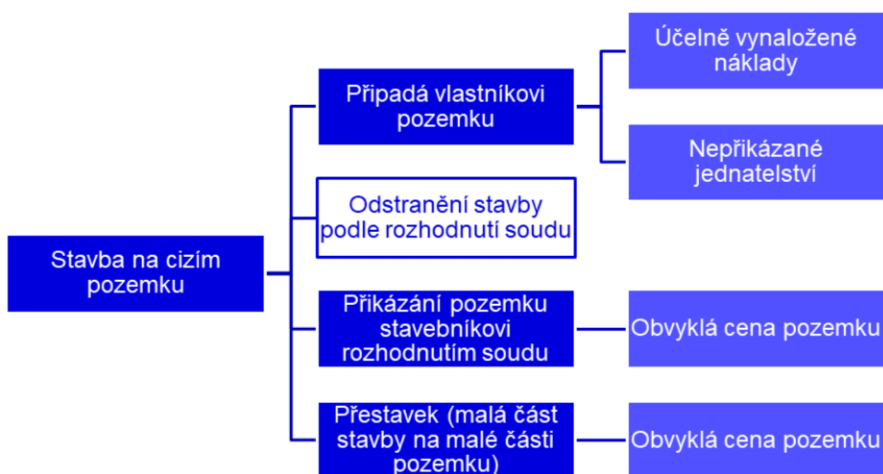 Stavba na cizím
pozemku
Připadá vlastníkovi
pozemku
Účelně vynaložené
náklady
Nepřikázané
jednatelství
Odstranění stavby
podle rozhodnutí soudu
Přikázání pozemku
stavebníkovi
rozhodnutím soudu
Obvyklá cena pozemku
Přestavek (malá část
stavby na malé části
pozemku)
Obvyklá cena pozemku